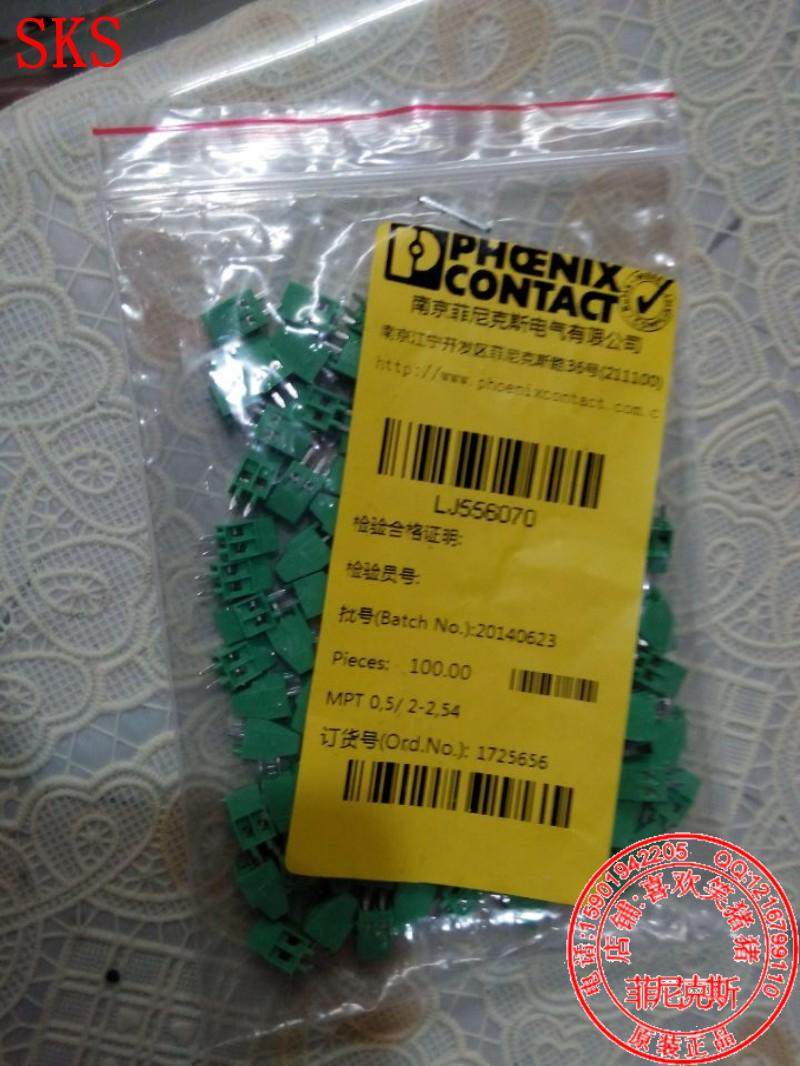 SKS
PHŒNIX
CONTACT
南京菲尼克斯电气有限公司
南京江宁开发区菲尼克斯路36号(211100)
http://www.phoenixcontact.com.c
LJ556070
检验合格证明:
检验员号:
批号(Batch No.):20140623
Pieces: 100.00
MPT 0,5/ 2-2,54
订货号(Ord.No.): 1725656
电话:15901942205 QQ:1216799110
店铺:喜欢笑猪猪
菲尼克斯
原装正品